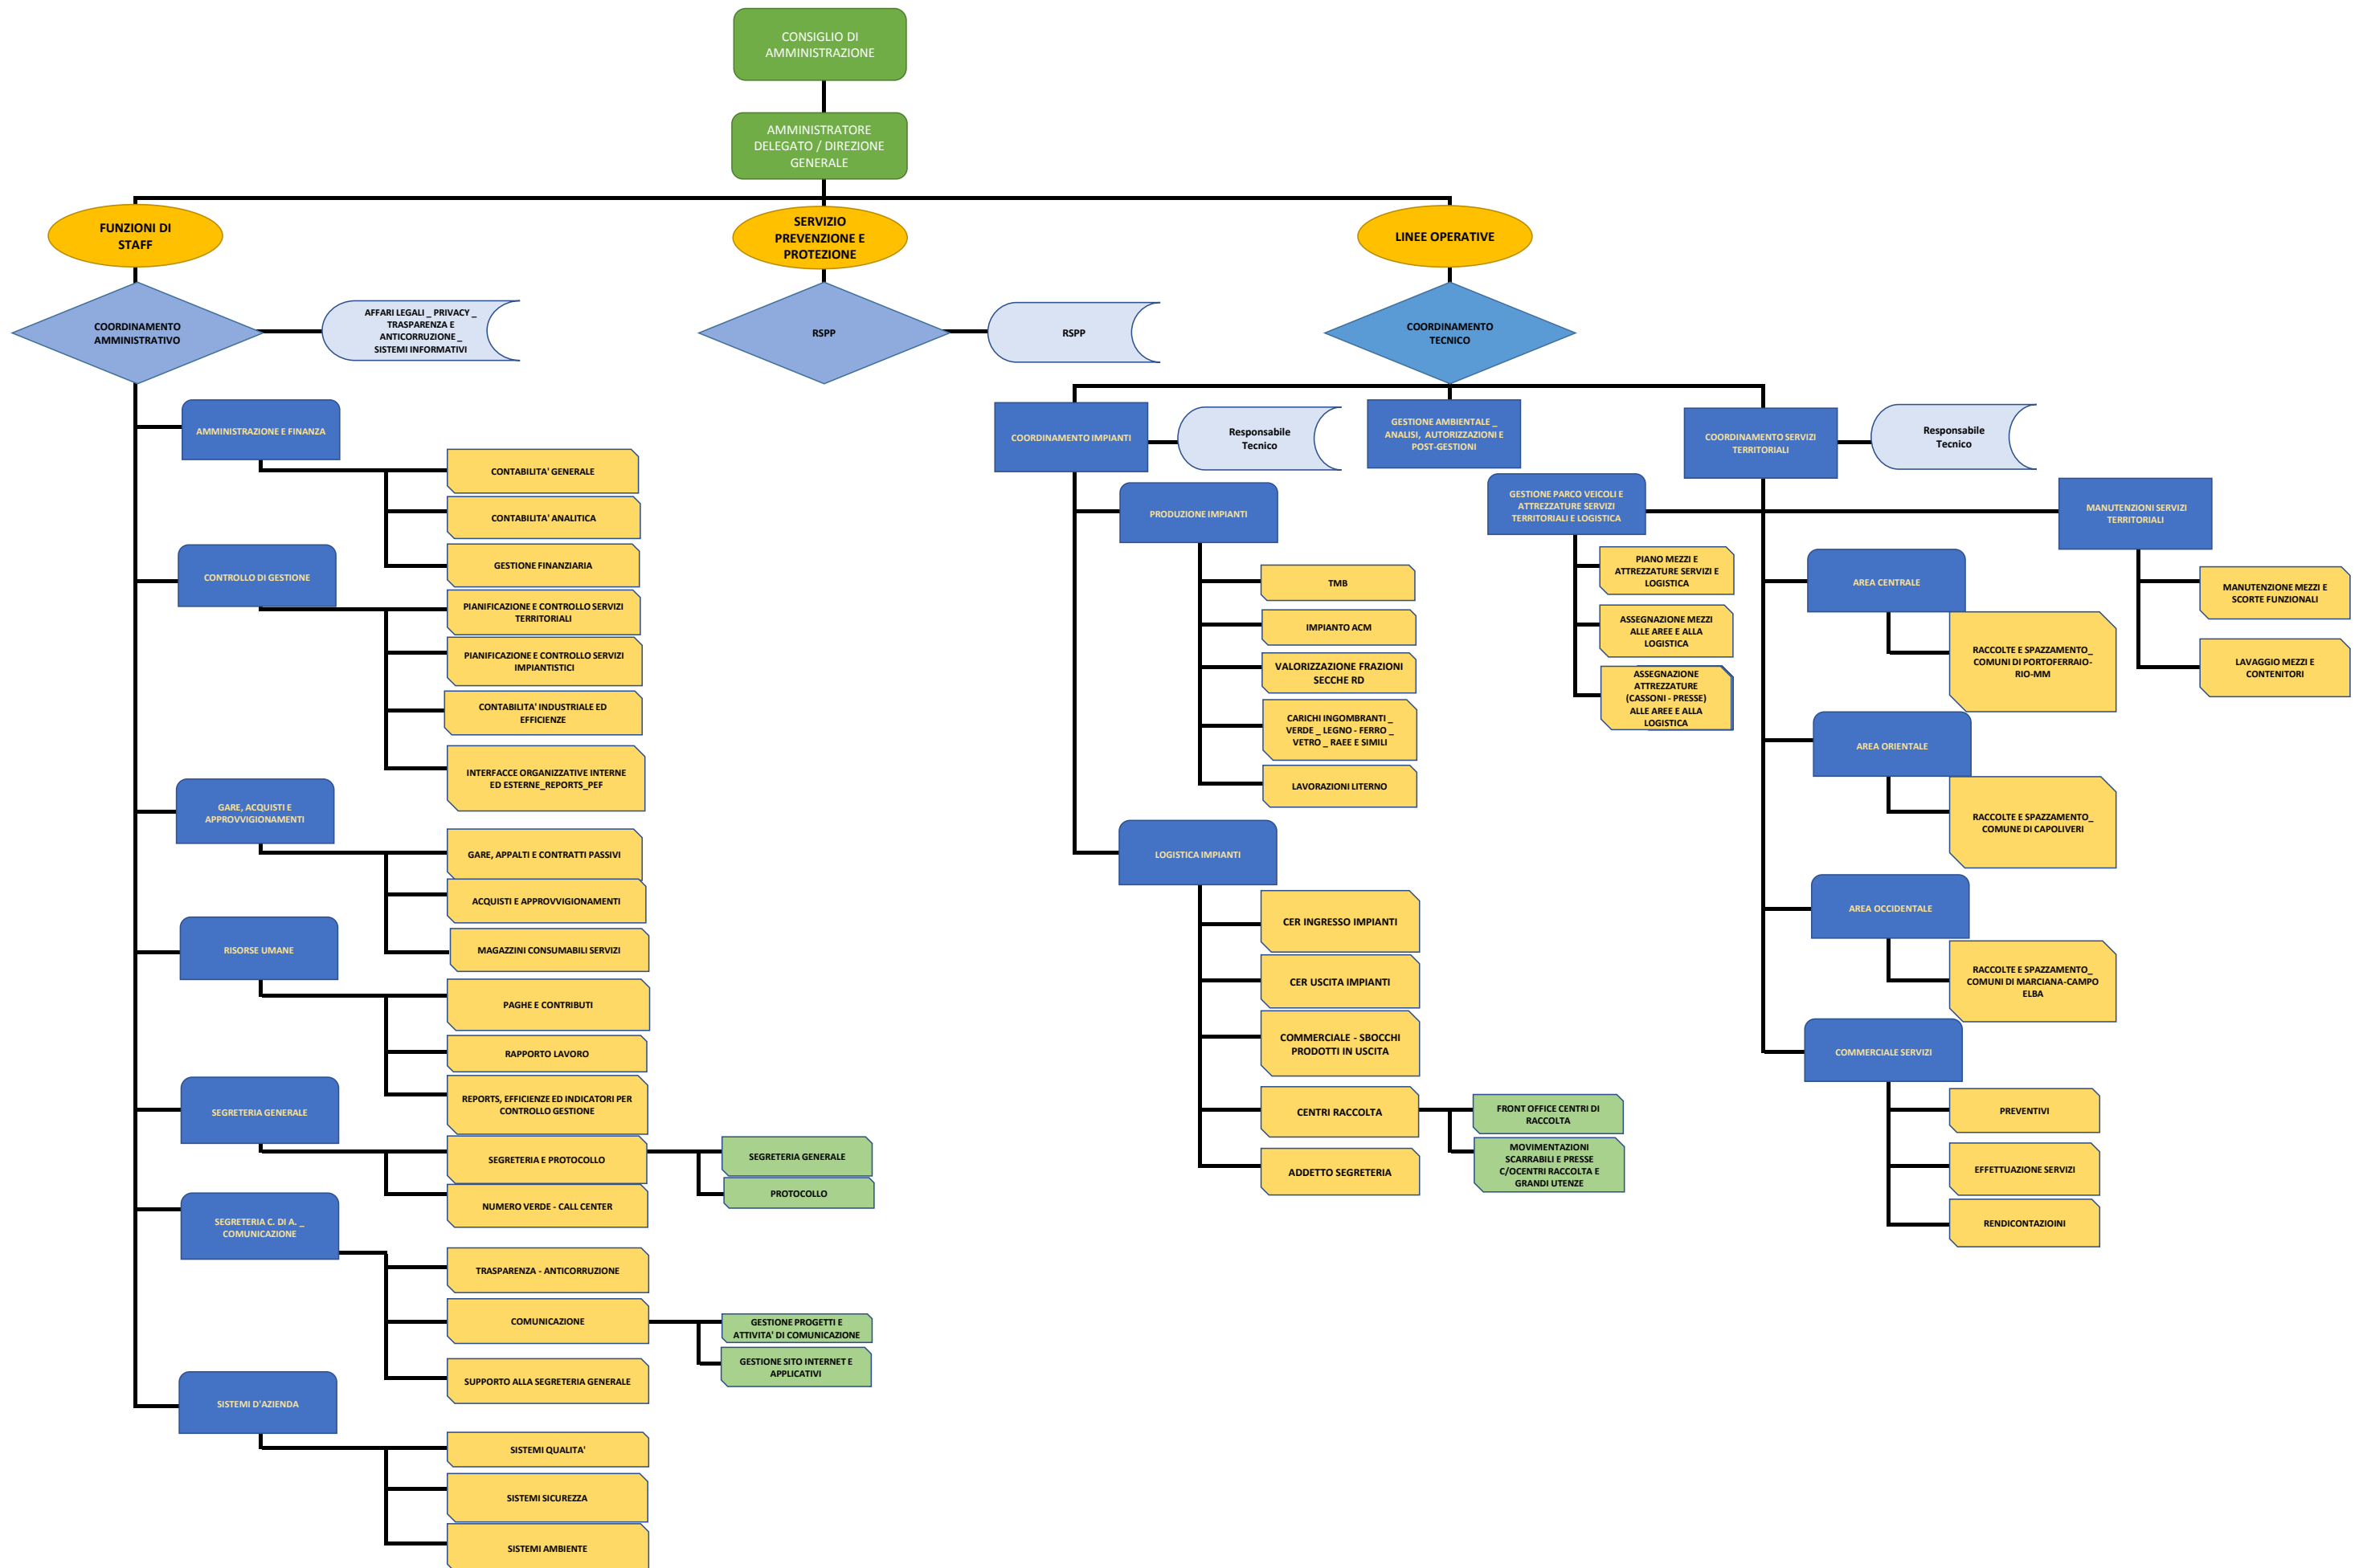 CONSIGLIO DI
AMMINISTRAZIONE
AMMINISTRATORE
DELEGATO / DIREZIONE
GENERALE
FUNZIONI DI
STAFF
SERVIZIO
PREVENZIONE E
PROTEZIONE
LINEE OPERATIVE
COORDINAMENTO
AMMINISTRATIVO
AFFARI LEGALI _ PRIVACY _
TRASPARENZA E
ANTICORRUZIONE _
SISTEMI INFORMATIVI
RSPP
RSPP
COORDINAMENTO
TECNICO
AMMINISTRAZIONE E FINANZA
CONTABILITA' GENERALE
CONTABILITA' ANALITICA
GESTIONE FINANZIARIA
CONTROLLO DI GESTIONE
PIANIFICAZIONE E CONTROLLO SERVIZI
TERRITORIALI
PIANIFICAZIONE E CONTROLLO SERVIZI
IMPIANTISTICI
CONTABILITA' INDUSTRIALE ED
EFFICIENZE
INTERFACCE ORGANIZZATIVE INTERNE
ED ESTERNE_REPORTS_PEF
GARE, ACQUISTI E
APPROVVIGIONAMENTI
GARE, APPALTI E CONTRATTI PASSIVI
ACQUISTI E APPROVVIGIONAMENTI
MAGAZZINI CONSUMABILI SERVIZI
RISORSE UMANE
PAGHE E CONTRIBUTI
RAPPORTO LAVORO
REPORTS, EFFICIENZE ED INDICATORI PER
CONTROLLO GESTIONE
SEGRETERIA GENERALE
SEGRETERIA E PROTOCOLLO
SEGRETERIA GENERALE
PROTOCOLLO
NUMERO VERDE - CALL CENTER
SEGRETERIA C. DI A. _
COMUNICAZIONE
TRASPARENZA - ANTICORRUZIONE
COMUNICAZIONE
GESTIONE PROGETTI E
ATTIVITA' DI COMUNICAZIONE
GESTIONE SITO INTERNET E
APPLICATIVI
SUPPORTO ALLA SEGRETERIA GENERALE
SISTEMI D'AZIENDA
SISTEMI QUALITA'
SISTEMI SICUREZZA
SISTEMI AMBIENTE
COORDINAMENTO IMPIANTI
Responsabile
Tecnico
GESTIONE AMBIENTALE _
ANALISI, AUTORIZZAZIONI E
POST-GESTIONI
COORDINAMENTO SERVIZI
TERRITORIALI
Responsabile
Tecnico
PRODUZIONE IMPIANTI
TMB
IMPIANTO ACM
VALORIZZAZIONE FRAZIONI
SECCHE RD
CARICHI INGOMBRANTI _
VERDE _ LEGNO - FERRO _
VETRO _ RAEE E SIMILI
LAVORAZIONI LITERNO
LOGISTICA IMPIANTI
CER INGRESSO IMPIANTI
CER USCITA IMPIANTI
COMMERCIALE - SBOCCHI
PRODOTTI IN USCITA
CENTRI RACCOLTA
FRONT OFFICE CENTRI DI
RACCOLTA
MOVIMENTAZIONI
SCARRABILI E PRESSE
C/OCENTRI RACCOLTA E
GRANDI UTENZE
ADDETTO SEGRETERIA
GESTIONE PARCO VEICOLI E
ATTREZZATURE SERVIZI
TERRITORIALI E LOGISTICA
PIANO MEZZI E
ATTREZZATURE SERVIZI E
LOGISTICA
ASSEGNAZIONE MEZZI
ALLE AREE E ALLA
LOGISTICA
ASSEGNAZIONE
ATTREZZATURE
(CASSONI - PRESSE)
ALLE AREE E ALLA
LOGISTICA
MANUTENZIONI SERVIZI
TERRITORIALI
MANUTENZIONE MEZZI E
SCORTE FUNZIONALI
LAVAGGIO MEZZI E
CONTENITORI
AREA CENTRALE
RACCOLTE E SPAZZAMENTO_
COMUNI DI PORTOFERRAIO-
RIO-MM
AREA ORIENTALE
RACCOLTE E SPAZZAMENTO_
COMUNE DI CAPOLIVERI
AREA OCCIDENTALE
RACCOLTE E SPAZZAMENTO_
COMUNI DI MARCIANA-CAMPO
ELBA
COMMERCIALE SERVIZI
PREVENTIVI
EFFETTUAZIONE SERVIZI
RENDICONTAZIOINI